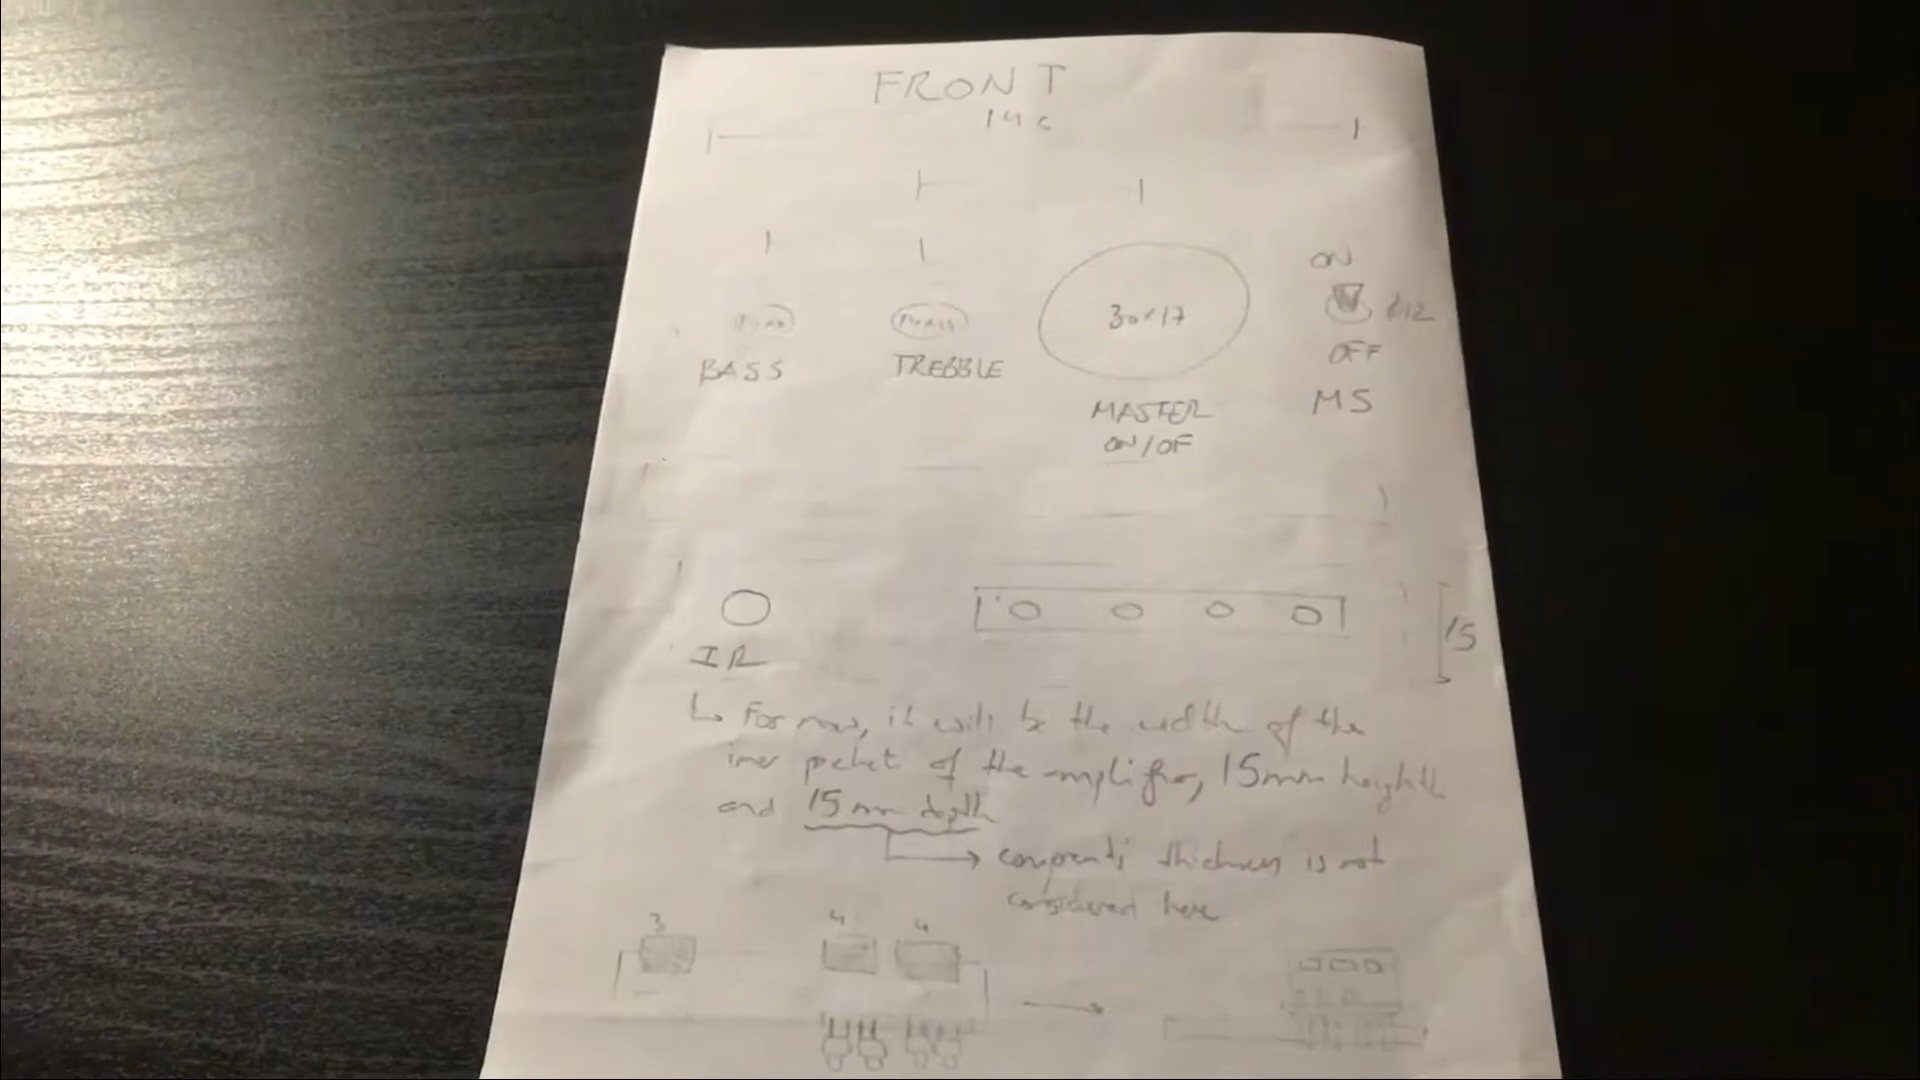 FRONT
ON
30x17
OFF
BASS
TREBBLE
MS
MASTER
ON/OF
15
IR
For now, it will be the width of the
iner pocket of the amplifier, 15mm heighth
and 15mm depth
components thickness is not
considered here
3
4
4